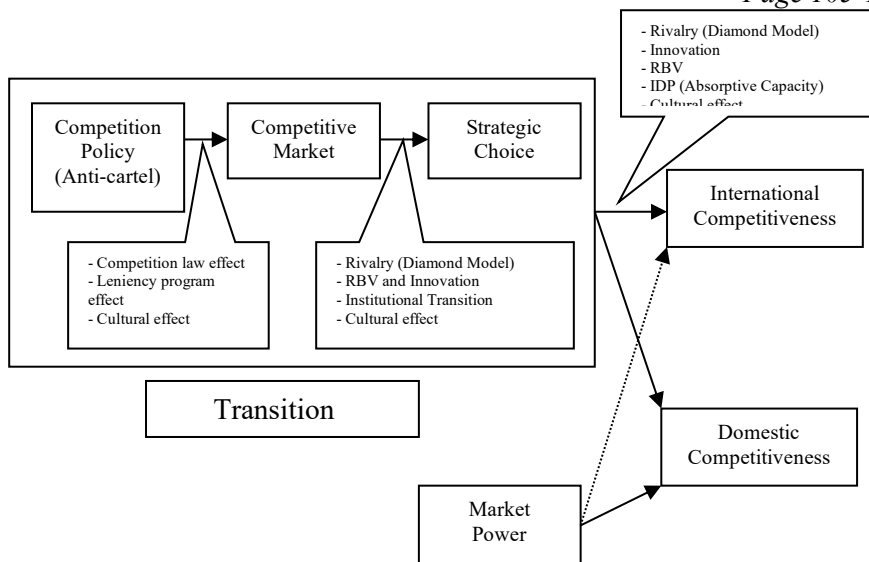 - Rivalry (Diamond Model)
- Innovation
- RBV
- IDP (Absorptive Capacity)
- Cultural effect
Competition
Policy
(Anti-cartel)
Competitive
Market
Strategic
Choice
International
Competitiveness
- Competition law effect
- Leniency program
effect
- Cultural effect
- Rivalry (Diamond Model)
- RBV and Innovation
- Institutional Transition
- Cultural effect
Transition
Domestic
Competitiveness
Market
Power